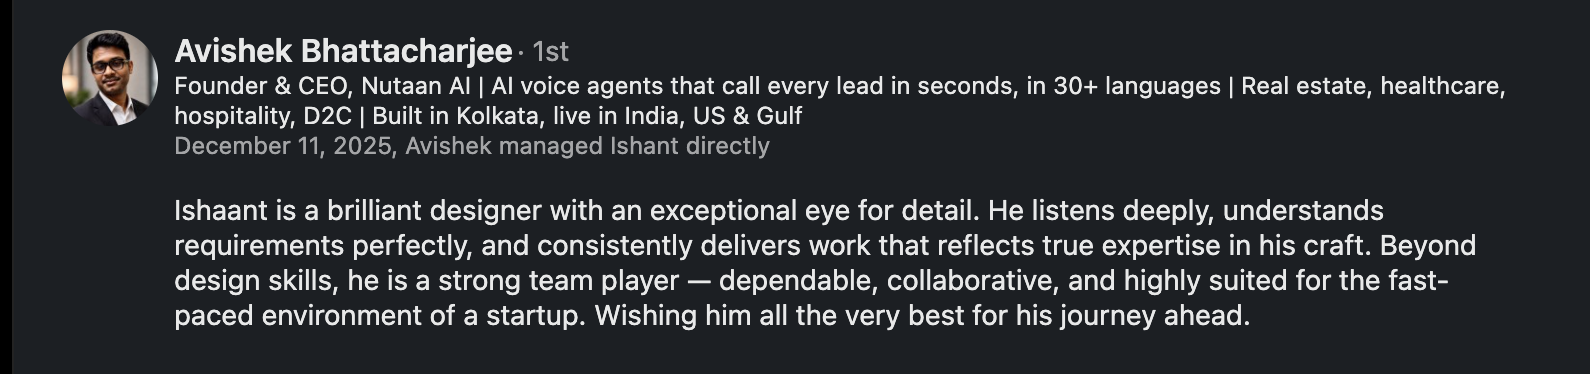 Avishek Bhattacharjee · 1st
Founder & CEO, Nutaan AI | AI voice agents that call every lead in seconds, in 30+ languages | Real estate, healthcare,
hospitality, D2C | Built in Kolkata, live in India, US & Gulf
December 11, 2025, Avishek managed Ishant directly
Ishaant is a brilliant designer with an exceptional eye for detail. He listens deeply, understands
requirements perfectly, and consistently delivers work that reflects true expertise in his craft. Beyond
design skills, he is a strong team player — dependable, collaborative, and highly suited for the fast-
paced environment of a startup. Wishing him all the very best for his journey ahead.